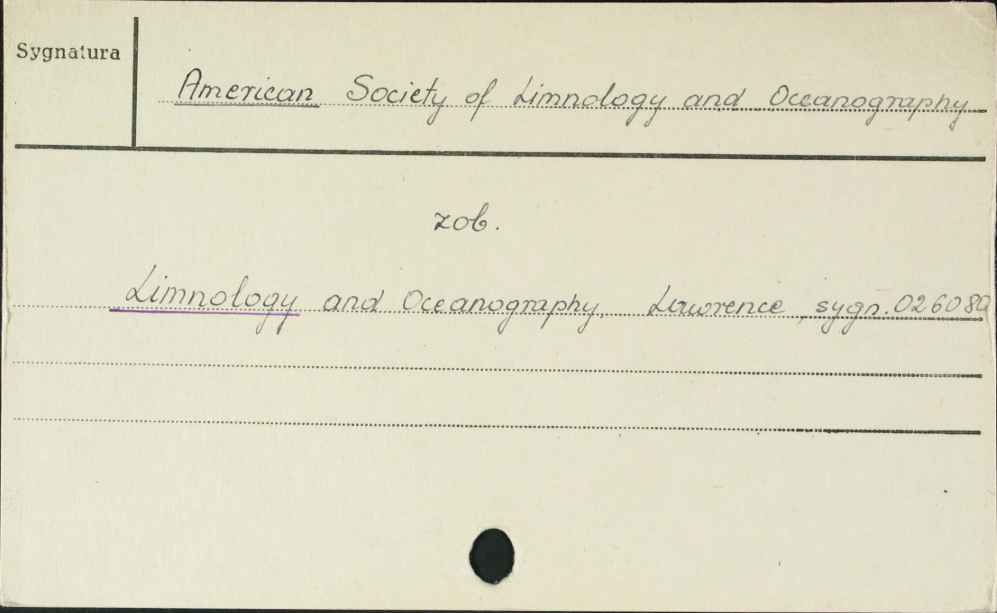 Sygnatura
American Society of Limnology and Oceanography
zob.
Limnology and Oceanography. Lawrence, sygn. 026080